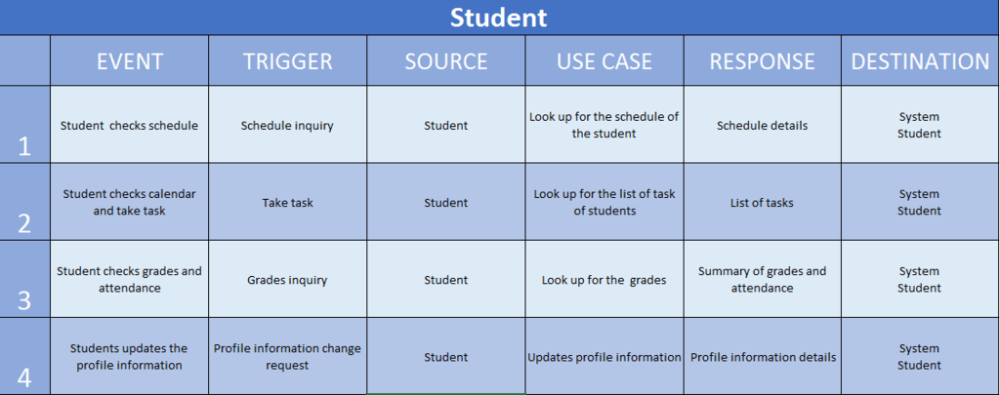 Student
EVENT TRIGGER SOURCE USE CASE RESPONSE DESTINATION
1
Student checks schedule
Schedule inquiry
Student
Look up for the schedule of
the student
Schedule details
System
Student
2
Student checks calendar
and take task
Take task
Student
Look up for the list of task
of students
List of tasks
System
Student
3
Student checks grades and
attendance
Grades inquiry
Student
Look up for the grades
Summary of grades and
attendance
System
Student
4
Students updates the
profile information
Profile information change
request
Student
Updates profile information
Profile information details
System
Student